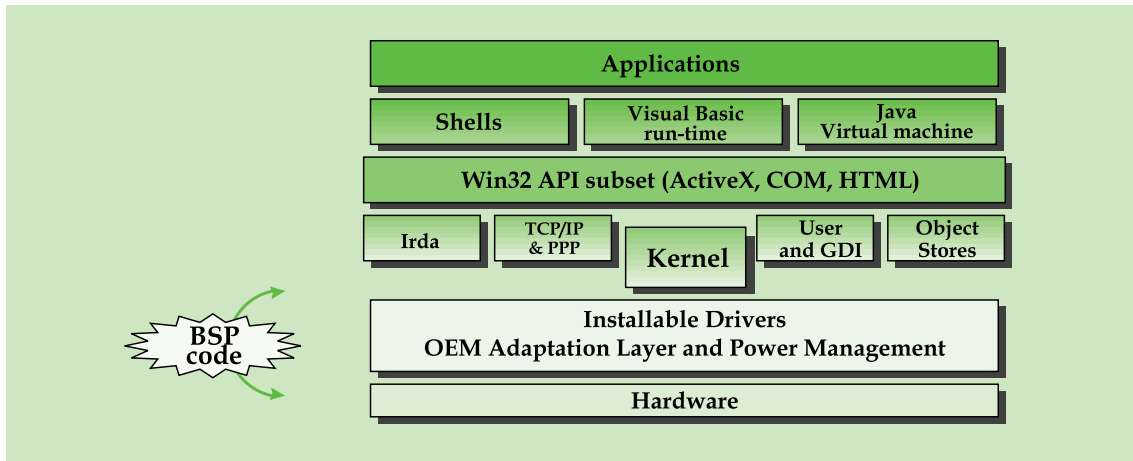 Applications
Shells
Visual Basic
run-time
Java
Virtual machine
Win32 API subset (ActiveX, COM, HTML)
Irda
TCP/IP
& PPP
Kernel
User
and GDI
Object
Stores
BSP
code
Installable Drivers
OEM Adaptation Layer and Power Management
Hardware